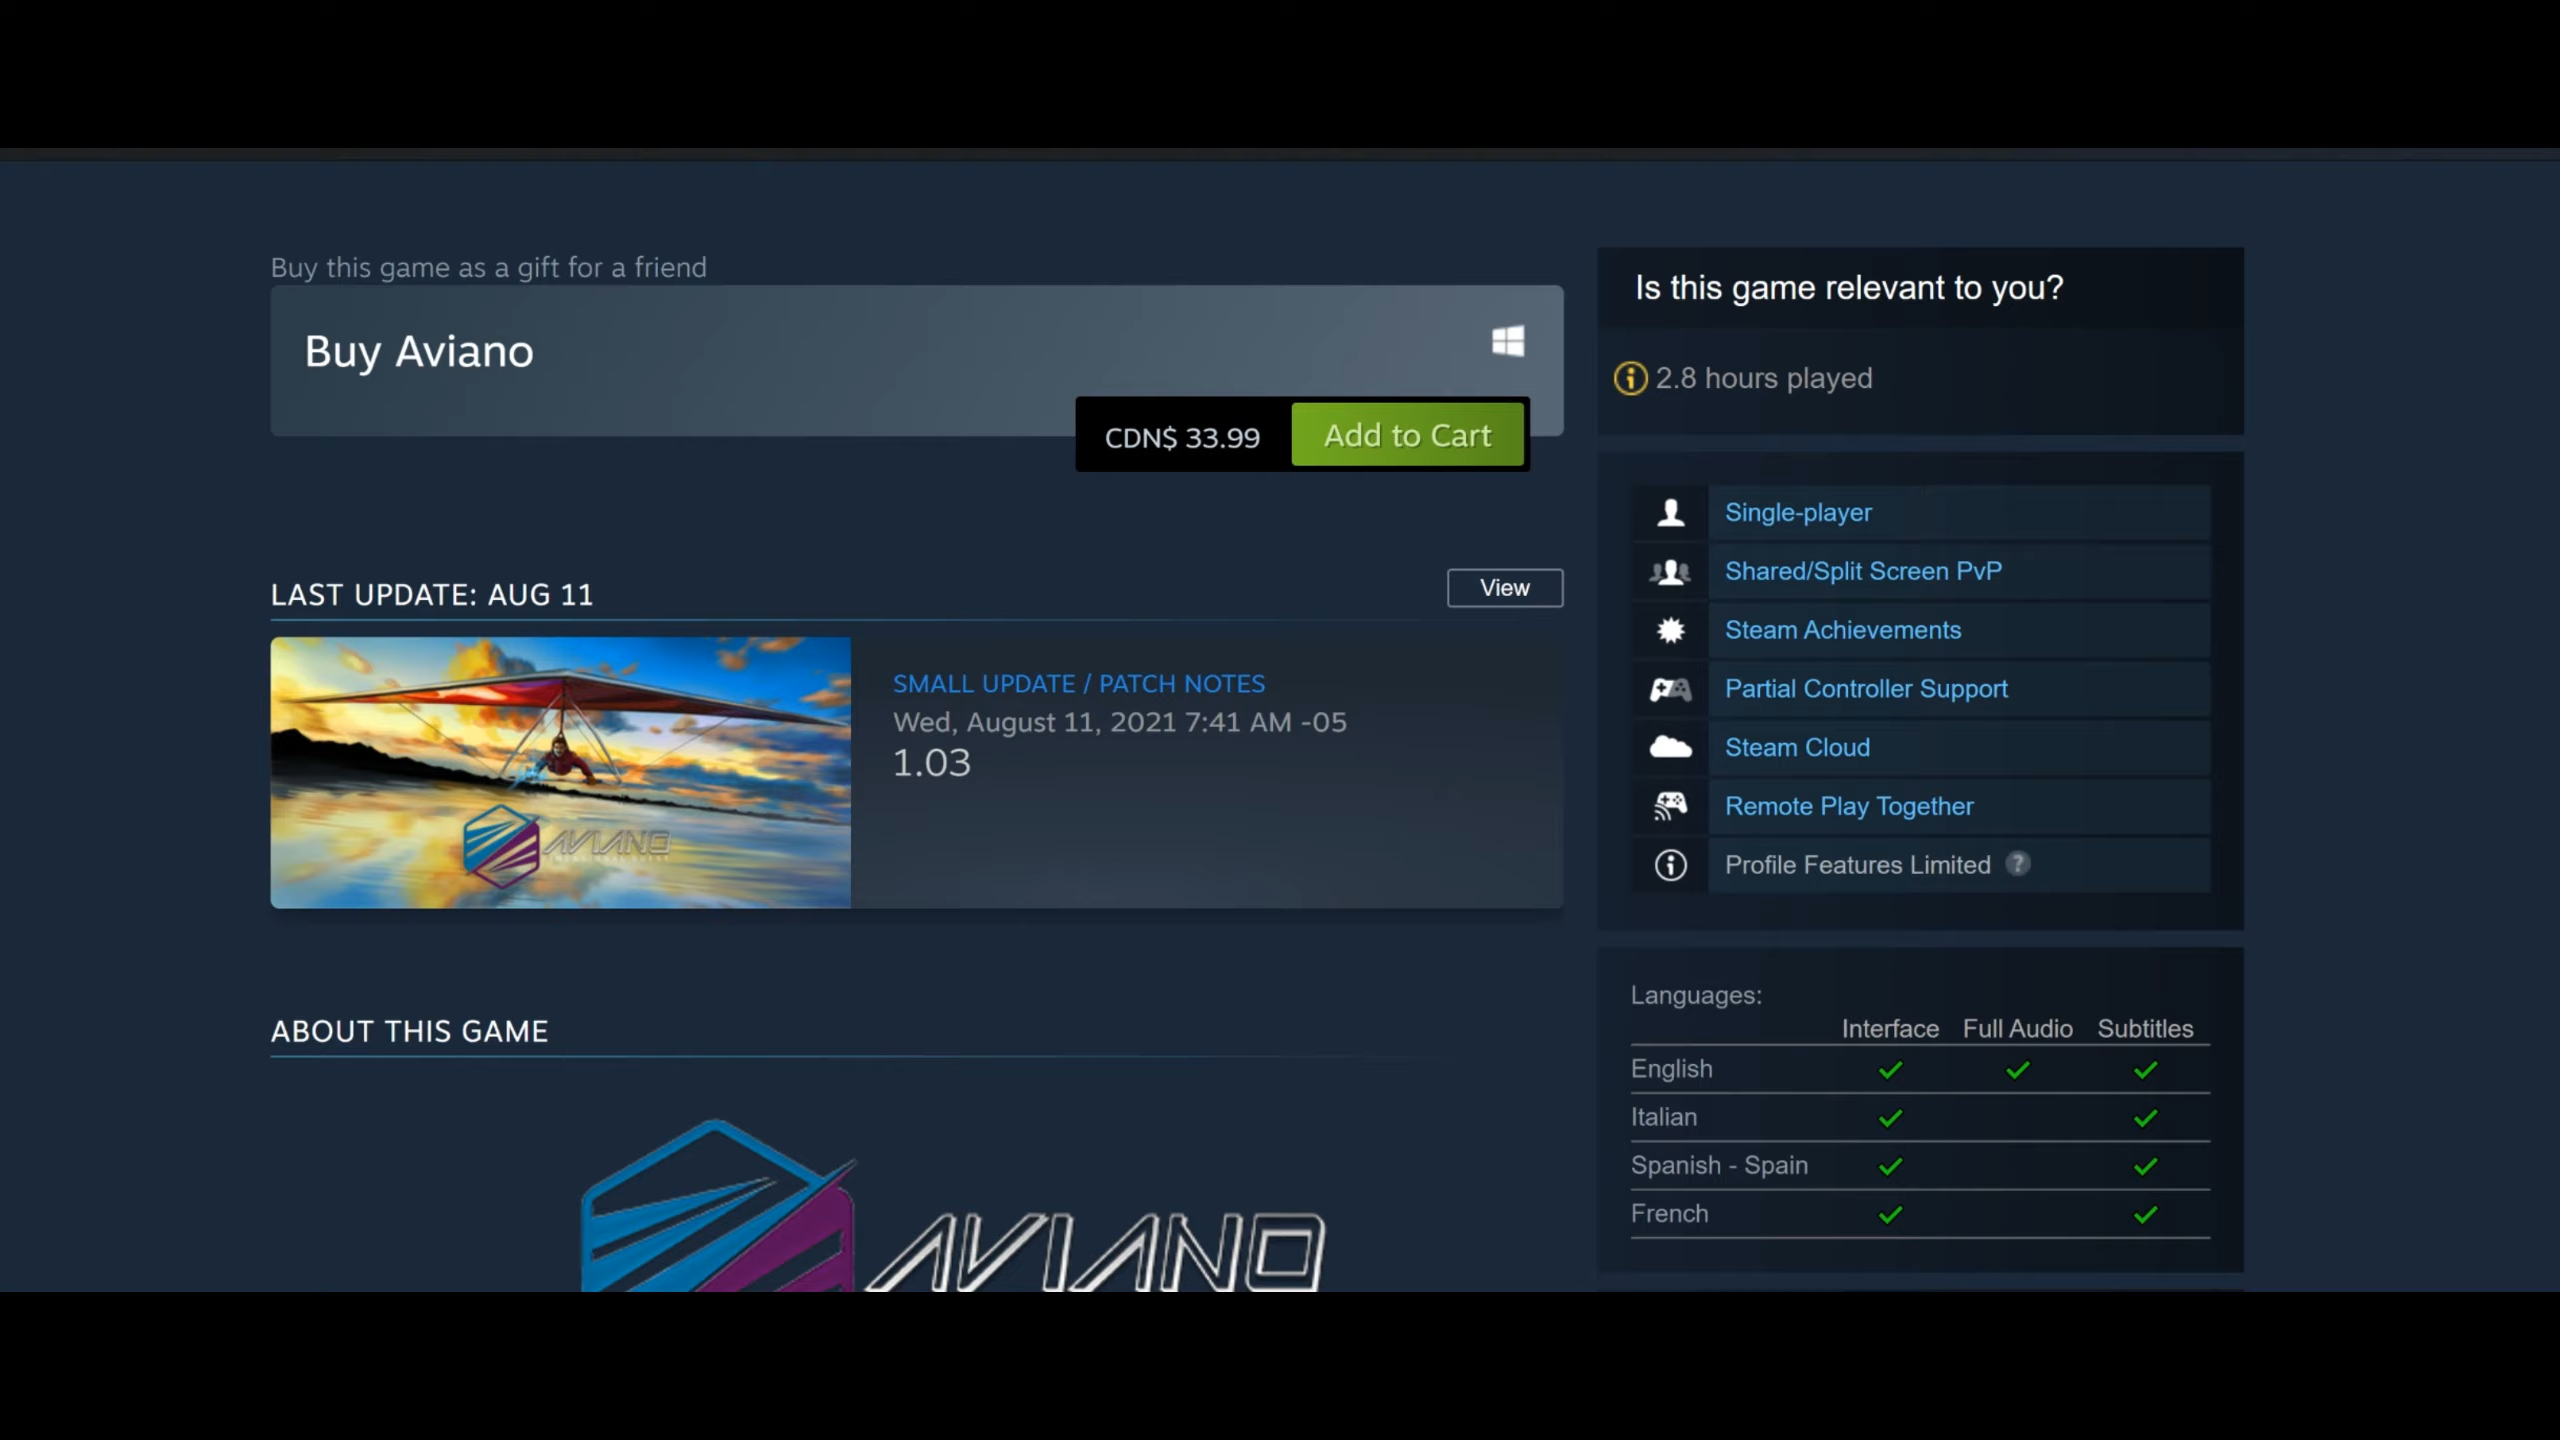 Buy this game as a gift for a friend
Buy Aviano
CDN$ 33.99
Add to Cart
LAST UPDATE: AUG 11
View
AVIANO
SMALL UPDATE / PATCH NOTES
Wed, August 11, 2021 7:41 AM -05
1.03
ABOUT THIS GAME
AVIANO
Is this game relevant to you?
2.8 hours played
Single-player
Shared/Split Screen PvP
Steam Achievements
Partial Controller Support
Steam Cloud
Remote Play Together
Profile Features Limited ?
Languages:
Interface Full Audio Subtitles
English
Italian
Spanish - Spain
French